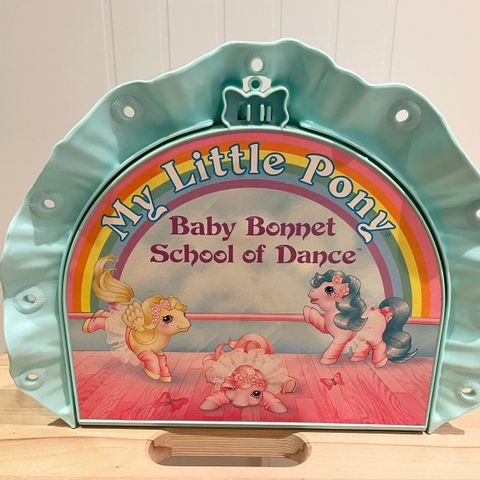 My Little Pony
Baby Bonnet
School of Dance™